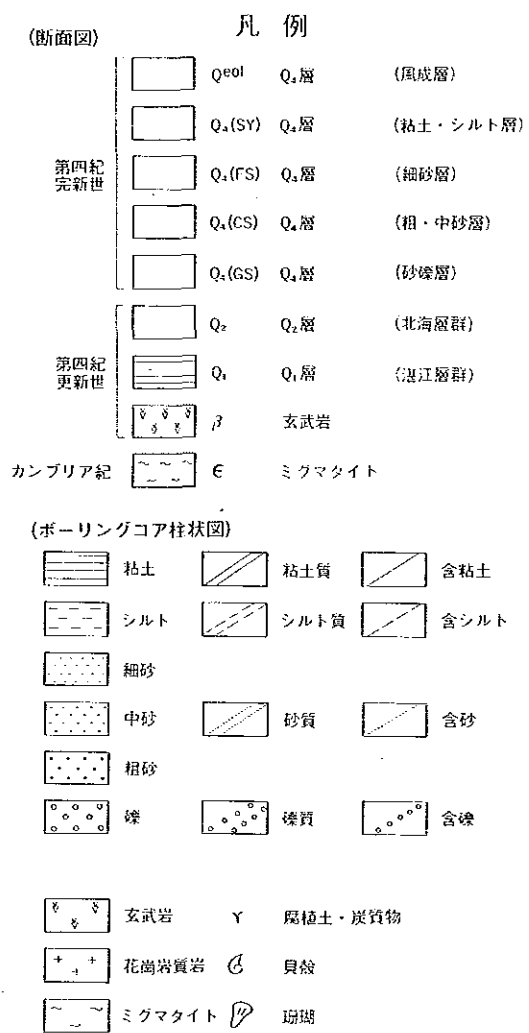 凡 例
(断面図)
第四紀
完新世
Qeol Q₄層 (風成層)
Q₄(SY) Q₄層 (粘土・シルト層)
Q₄(FS) Q₄層 (細砂層)
Q₄(CS) Q₄層 (粗・中砂層)
Q₄(GS) Q₄層 (砂礫層)
第四紀
更新世
Q₂ Q₂層 (北海層群)
Q₁ Q₁層 (湛江層群)
β 玄武岩
カンブリア紀 ϵ ミグマタイト
(ボーリングコア柱状図)
粘土 粘土質 含粘土
シルト シルト質 含シルト
細砂
中砂 砂質 含砂
粗砂
礫 礫質 含礫
玄武岩 腐植土・炭質物
花崗岩質岩 貝殻
ミグマタイト 珊瑚